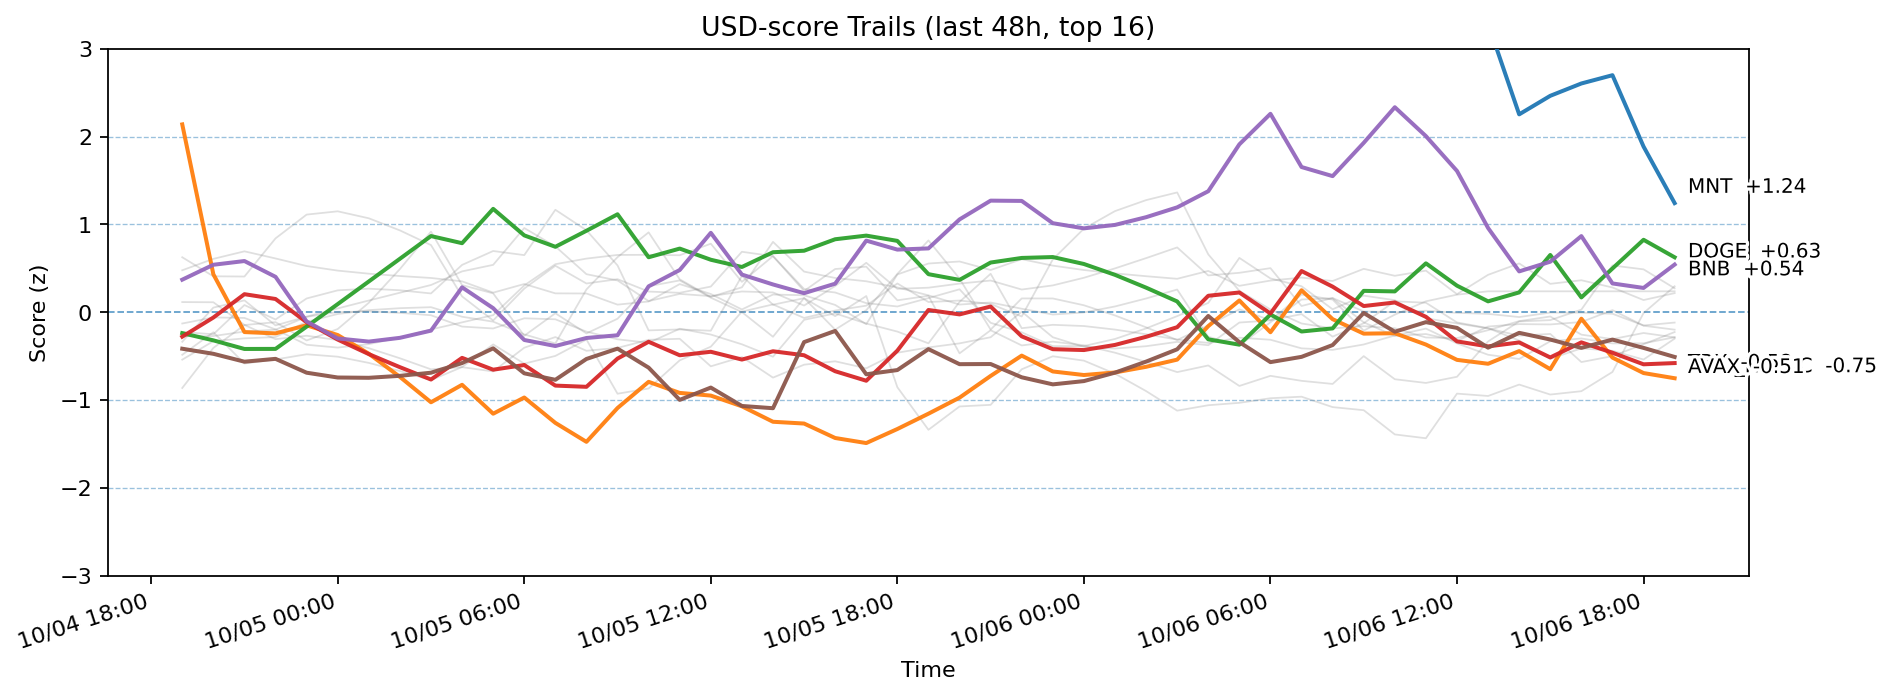 USD-score Trails (last 48h, top 16)
Score (z)
3
2
1
0
−1
−2
−3
MNT +1.24
DOGE +0.63
BNB +0.54
AVAX -0.51
-0.75
10/04 18:00
10/05 00:00
10/05 06:00
10/05 12:00
10/05 18:00
10/06 00:00
10/06 06:00
10/06 12:00
10/06 18:00
Time